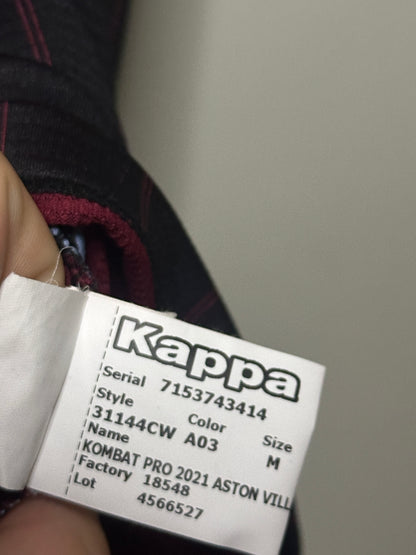 Kappa
Serial 7153743414
Style Color Size
31144CW A03 M
Name
KOMBAT PRO 2021 ASTON VILL
Factory 18548
Lot 4566527